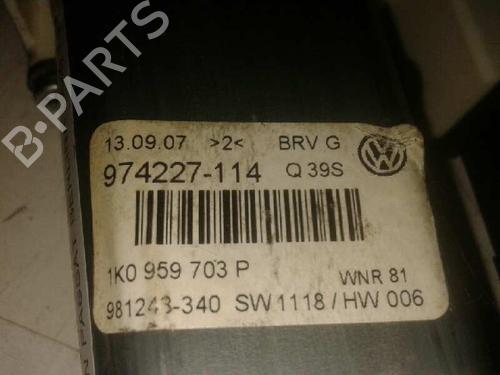 13.09.07 >2< BRV G
974227-114 Q 39S
1K0 959 703 P WNR 81
981243-340 SW1118 / HW 006
B-PARTS